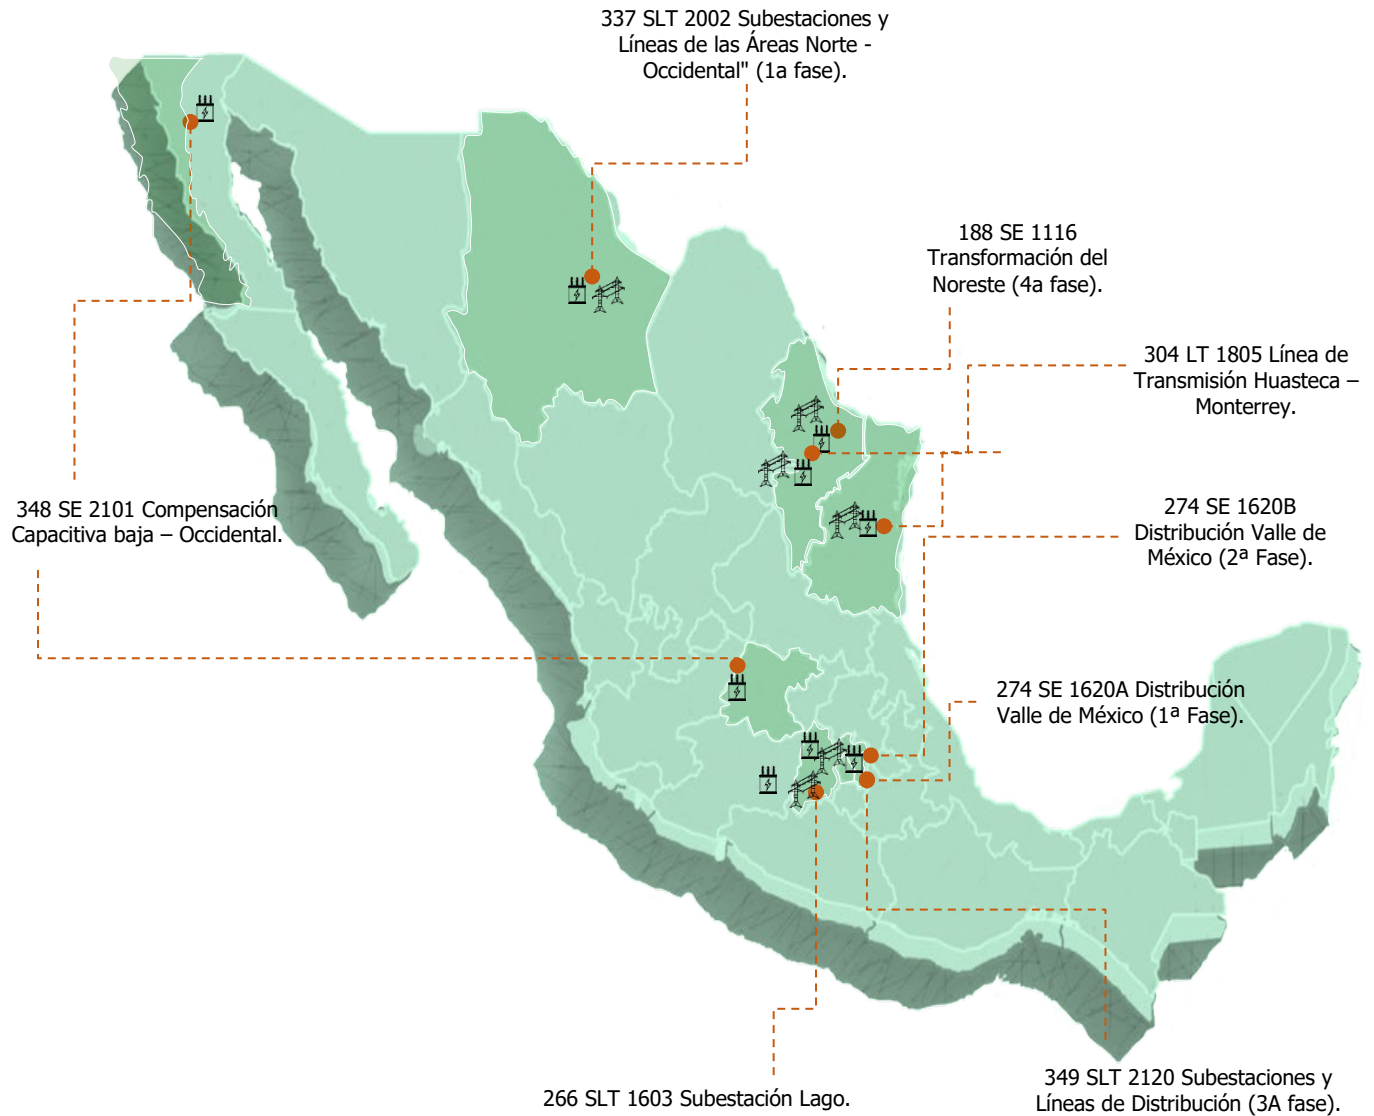 337 SLT 2002 Subestaciones y
Líneas de las Áreas Norte -
Occidental" (1a fase).
188 SE 1116
Transformación del
Noreste (4a fase).
304 LT 1805 Línea de
Transmisión Huasteca –
Monterrey.
348 SE 2101 Compensación
Capacitiva baja – Occidental.
274 SE 1620B
Distribución Valle de
México (2ª Fase).
274 SE 1620A Distribución
Valle de México (1ª Fase).
266 SLT 1603 Subestación Lago.
349 SLT 2120 Subestaciones y
Líneas de Distribución (3A fase).